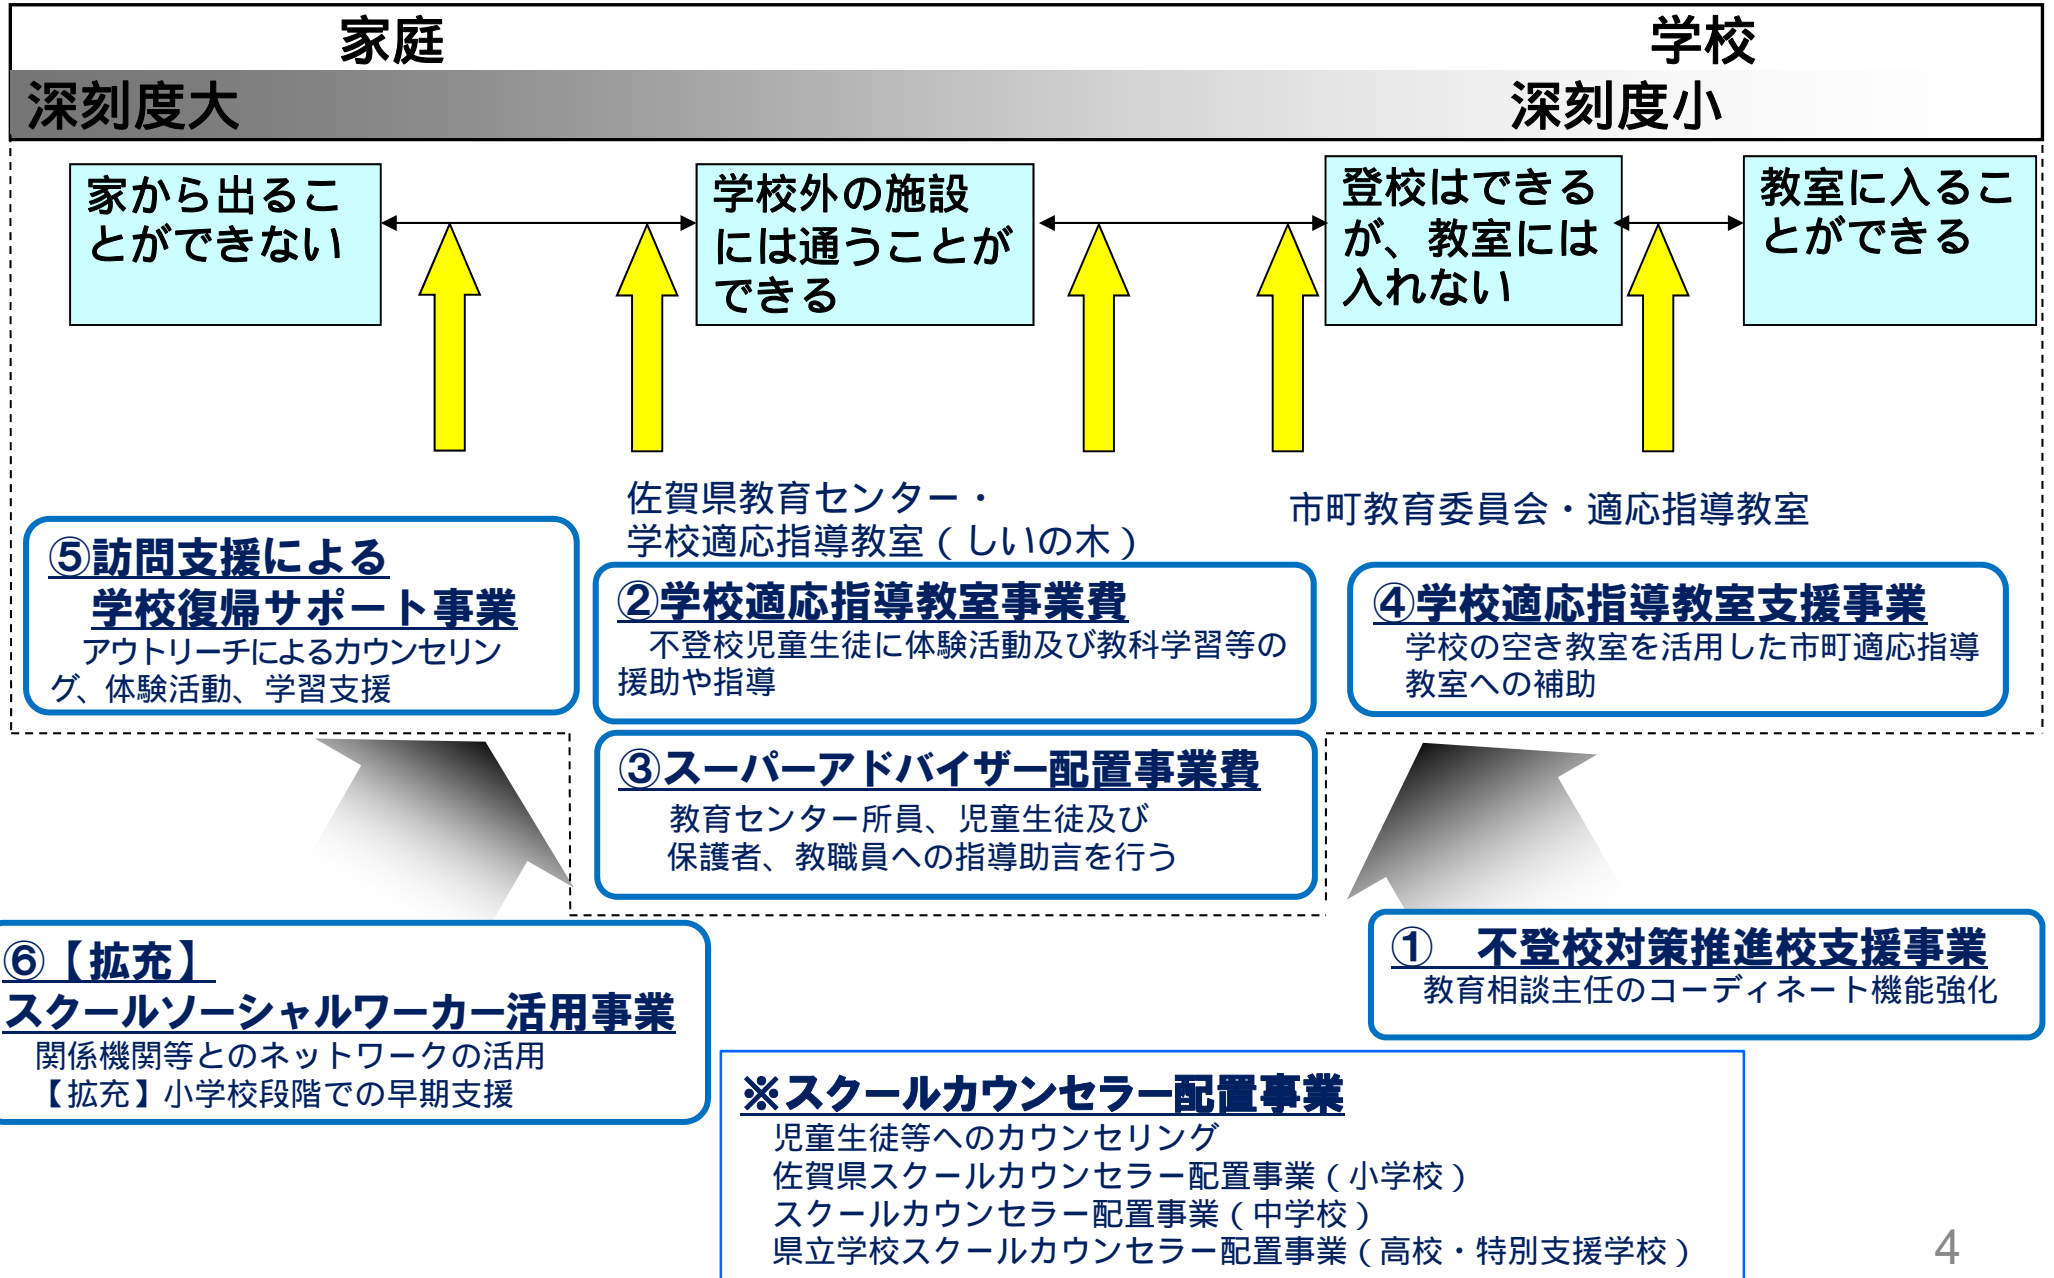 家庭
学校
深刻度大
深刻度小
家から出るこ
とができない
学校外の施設
には通うことが
できる
登校はできる
が、教室には
入れない
教室に入るこ
とができる
佐賀県教育センター・
学校適応指導教室（しいの木）
市町教育委員会・適応指導教室
⑤訪問支援による
学校復帰サポート事業
アウトリーチによるカウンセリン
グ、体験活動、学習支援
②学校適応指導教室事業費
不登校児童生徒に体験活動及び教科学習等の
援助や指導
④学校適応指導教室支援事業
学校の空き教室を活用した市町適応指導
教室への補助
③スーパーアドバイザー配置事業費
教育センター所員、児童生徒及び
保護者、教職員への指導助言を行う
⑥【拡充】
スクールソーシャルワーカー活用事業
関係機関等とのネットワークの活用
【拡充】小学校段階での早期支援
①　不登校対策推進校支援事業
教育相談主任のコーディネート機能強化
※スクールカウンセラー配置事業
児童生徒等へのカウンセリング
佐賀県スクールカウンセラー配置事業（小学校）
スクールカウンセラー配置事業（中学校）
県立学校スクールカウンセラー配置事業（高校・特別支援学校）
4